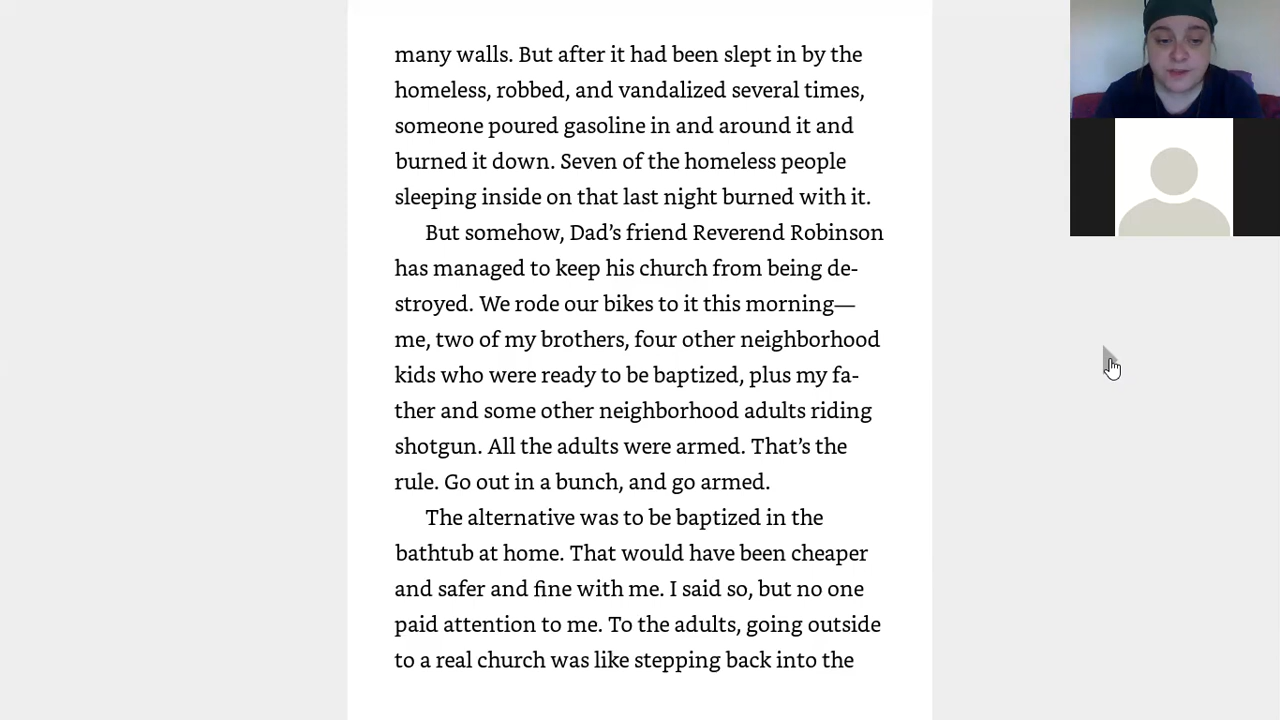 many walls. But after it had been slept in by the
homeless, robbed, and vandalized several times,
someone poured gasoline in and around it and
burned it down. Seven of the homeless people
sleeping inside on that last night burned with it.
But somehow, Dad’s friend Reverend Robinson
has managed to keep his church from being de-
stroyed. We rode our bikes to it this morning—
me, two of my brothers, four other neighborhood
kids who were ready to be baptized, plus my fa-
ther and some other neighborhood adults riding
shotgun. All the adults were armed. That’s the
rule. Go out in a bunch, and go armed.
The alternative was to be baptized in the
bathtub at home. That would have been cheaper
and safer and fine with me. I said so, but no one
paid attention to me. To the adults, going outside
to a real church was like stepping back into the